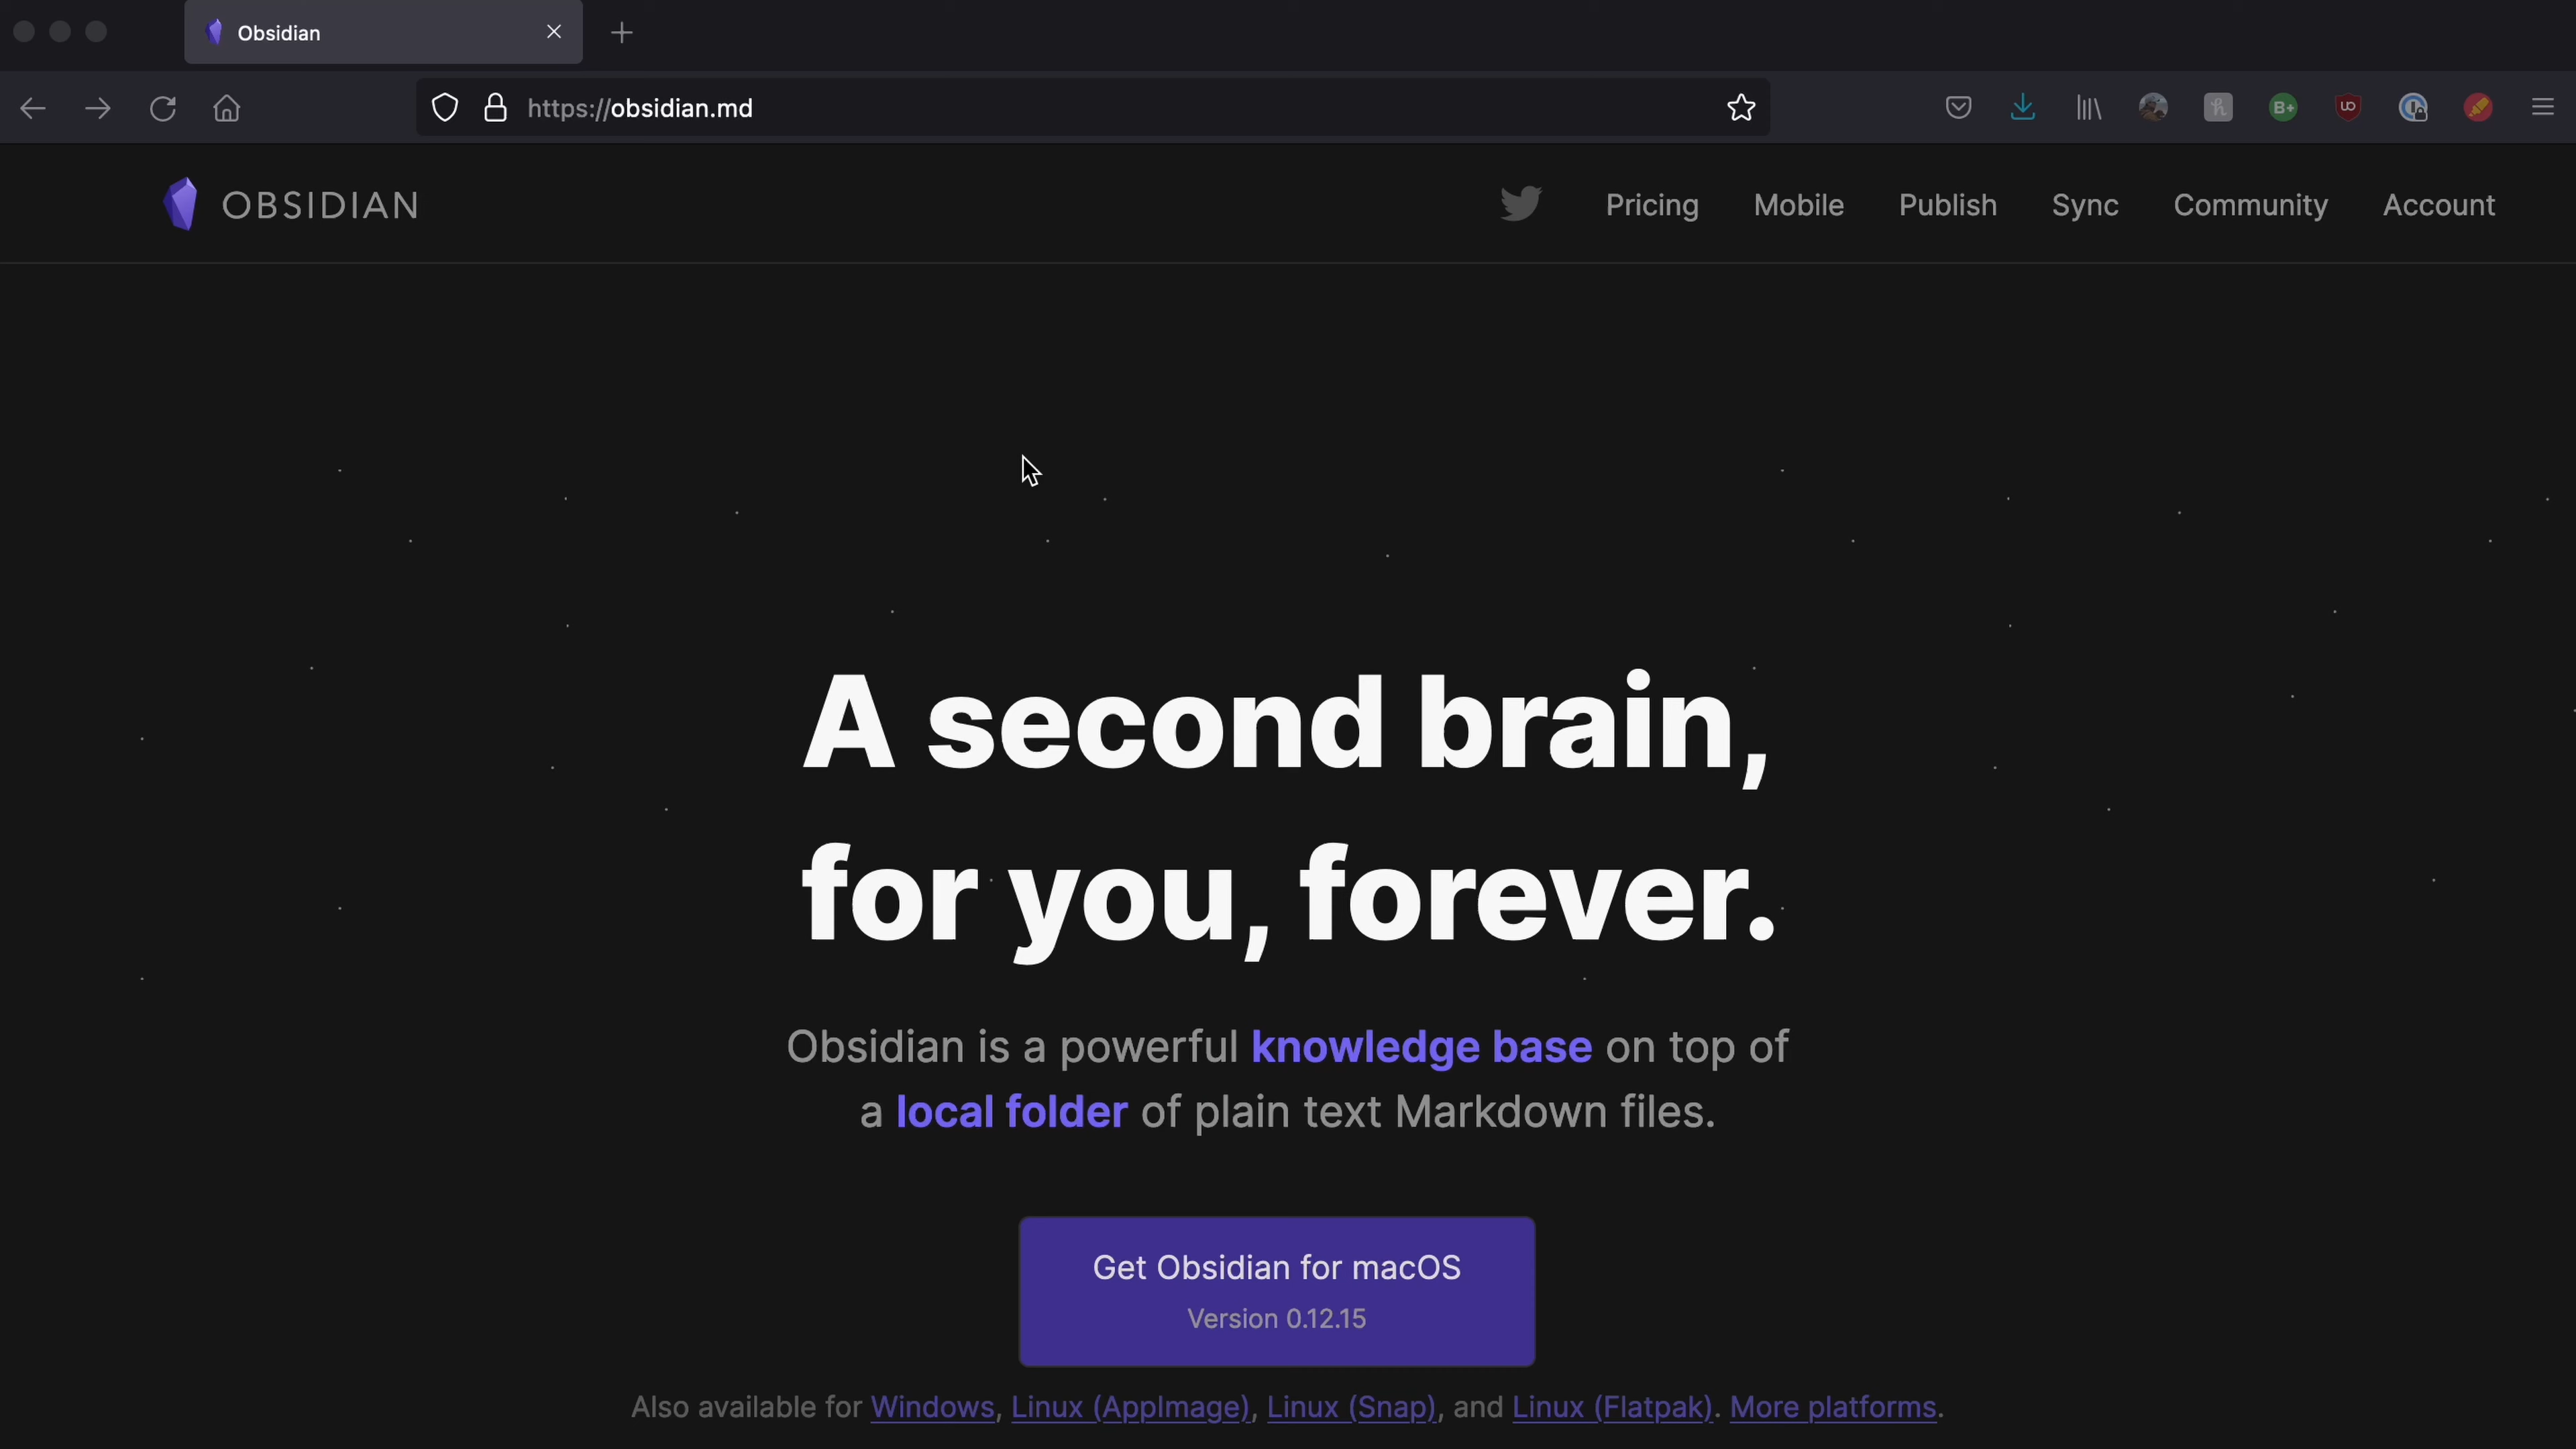 Obsidian
https://obsidian.md
OBSIDIAN
Pricing Mobile Publish Sync Community Account
A second brain,
for you, forever.
Obsidian is a powerful knowledge base on top of
a local folder of plain text Markdown files.
Get Obsidian for macOS
Version 0.12.15
Also available for Windows, Linux (AppImage), Linux (Snap), and Linux (Flatpak). More platforms.